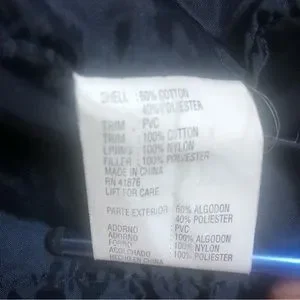 SHELL : 60% COTTON
40% POLIESTER
TRIM : PVC
TRIM : 100% COTTON
LINING : 100% NYLON
FILLER : 100% POLYESTER
MADE IN CHINA
RN 41876
LIFT FOR CARE
PARTE EXTERIOR : 60% ALGODON
40% POLIESTER
ADORNO : PVC
ADORNO : 100% ALGODON
FORRO : 100% NYLON
ACOLCHADO : 100% POLIESTER
HECHO EN CHINA